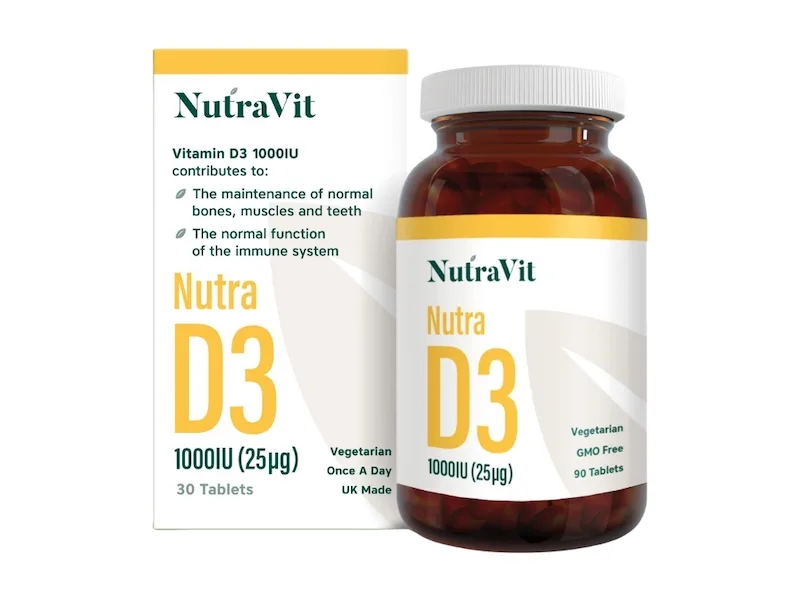 NutraVit
Vitamin D3 1000IU
contributes to:
The maintenance of normal
bones, muscles and teeth
The normal function
of the immune system
Nutra
D3
1000IU (25µg)
30 Tablets
Vegetarian
Once A Day
UK Made
NutraVit
Nutra
D3
1000IU (25µg)
Vegetarian
GMO Free
90 Tablets